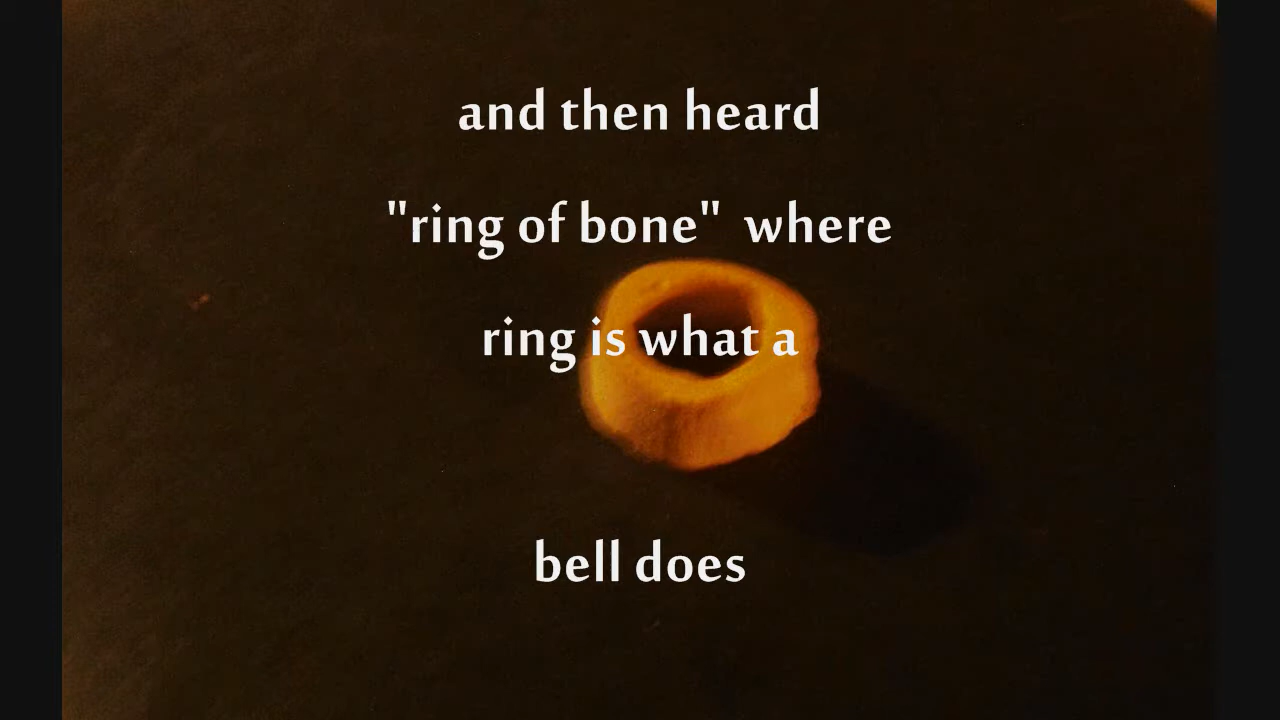 and then heard
"ring of bone" where
ring is what a
bell does